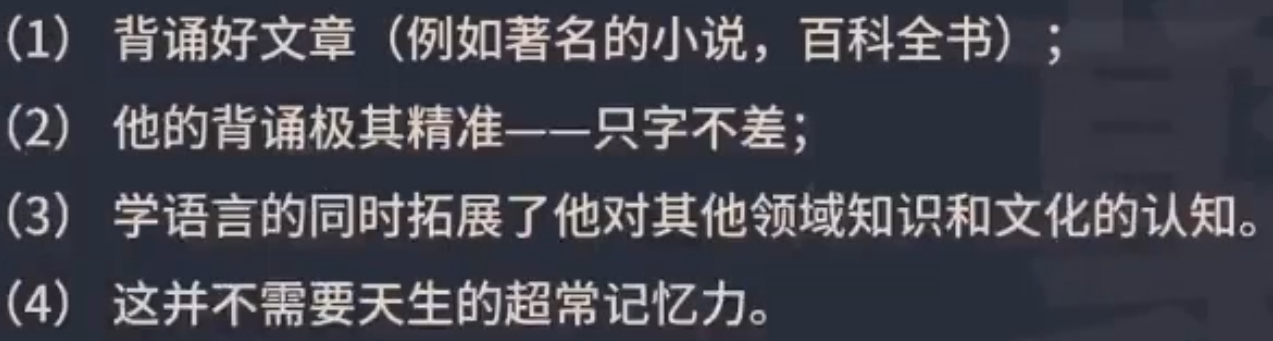 （1） 背诵好文章（例如著名的小说，百科全书）；
（2） 他的背诵极其精准——只字不差；
（3） 学语言的同时拓展了他对其他领域知识和文化的认知。
（4） 这并不需要天生的超常记忆力。